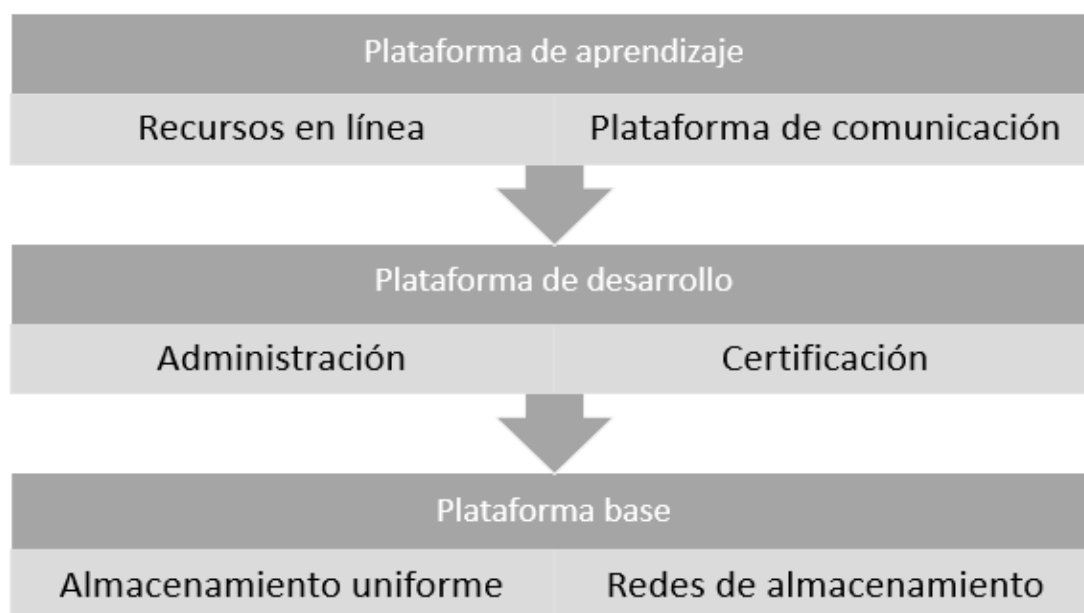 Plataforma de aprendizaje
Recursos en línea
Plataforma de comunicación
Plataforma de desarrollo
Administración
Certificación
Plataforma base
Almacenamiento uniforme
Redes de almacenamiento